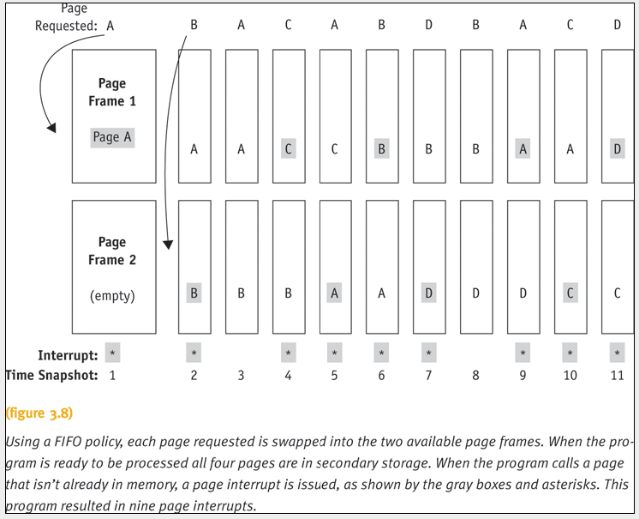 Page
Requested: A B A C A B D B A C D
Page
Frame 1
Page A
A A C C B B B A A D
Page
Frame 2
(empty)
B B B A A D D D C C
Interrupt: * * * * * * * * *
Time Snapshot: 1 2 3 4 5 6 7 8 9 10 11
(figure 3.8)
Using a FIFO policy, each page requested is swapped into the two available page frames. When the pro-
gram is ready to be processed all four pages are in secondary storage. When the program calls a page
that isn't already in memory, a page interrupt is issued, as shown by the gray boxes and asterisks. This
program resulted in nine page interrupts.